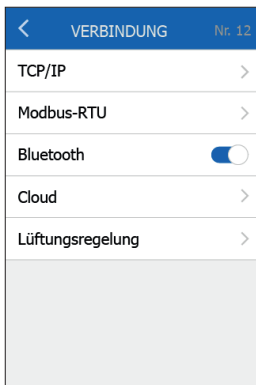 VERBINDUNG Nr. 12
TCP/IP
Modbus-RTU
Bluetooth
Cloud
Lüftungsregelung